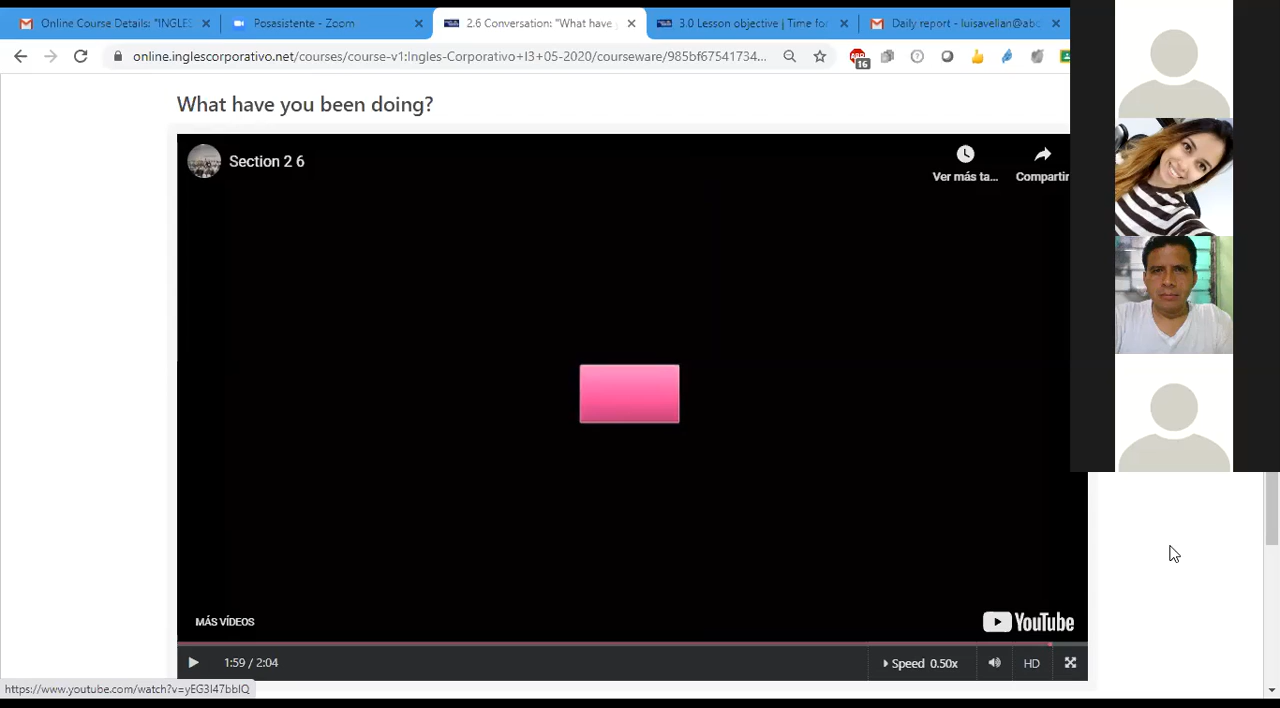 Online Course Details: "INGLES
Posasistente - Zoom
2.6 Conversation: "What have
3.0 Lesson objective | Time for
Daily report - luisavelian@abc
online.inglescorporativo.net/courses/course-v1:Ingles-Corporativo+I3+05-2020/courseware/985bf67541734...
ABP
16
What have you been doing?
Section 2 6
Ver más ta...
Compartir
MÁS VÍDEOS
YouTube
1:59 / 2:04
Speed 0.50x
HD
https://www.youtube.com/watch?v=yEG3I47bbIQ